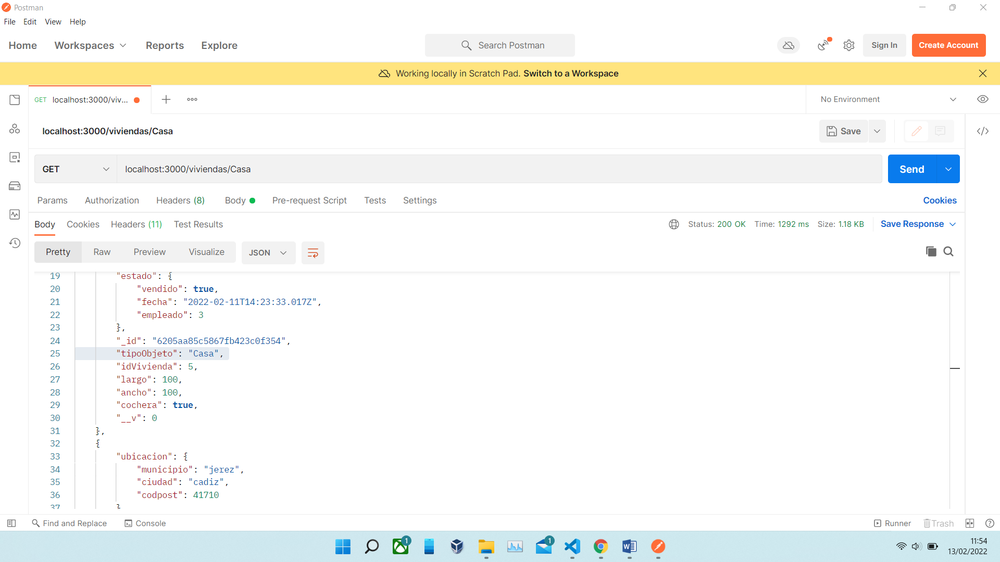 Postman
File Edit View Help
Home Workspaces Reports Explore Search Postman Sign In Create Account
Working locally in Scratch Pad. Switch to a Workspace
GET localhost:3000/viv... No Environment
localhost:3000/viviendas/Casa Save
GET localhost:3000/viviendas/Casa Send
Params Authorization Headers (8) Body Pre-request Script Tests Settings Cookies
Body Cookies Headers (11) Test Results Status: 200 OK Time: 1292 ms Size: 1.18 KB Save Response
Pretty Raw Preview Visualize JSON
19 "estado": {
20 "vendido": true,
21 "fecha": "2022-02-11T14:23:33.017Z",
22 "empleado": 3
23 },
24 "_id": "6205aa85c5867fb423c0f354",
25 "tipoObjeto": "Casa",
26 "idVivienda": 5,
27 "largo": 100,
28 "ancho": 100,
29 "cochera": true,
30 "__v": 0
31 },
32 {
33 "ubicacion": {
34 "municipio": "jerez",
35 "ciudad": "cadiz",
36 "codpost": 41710
37 }
Find and Replace Console Runner Trash
1 1
11:54
13/02/2022